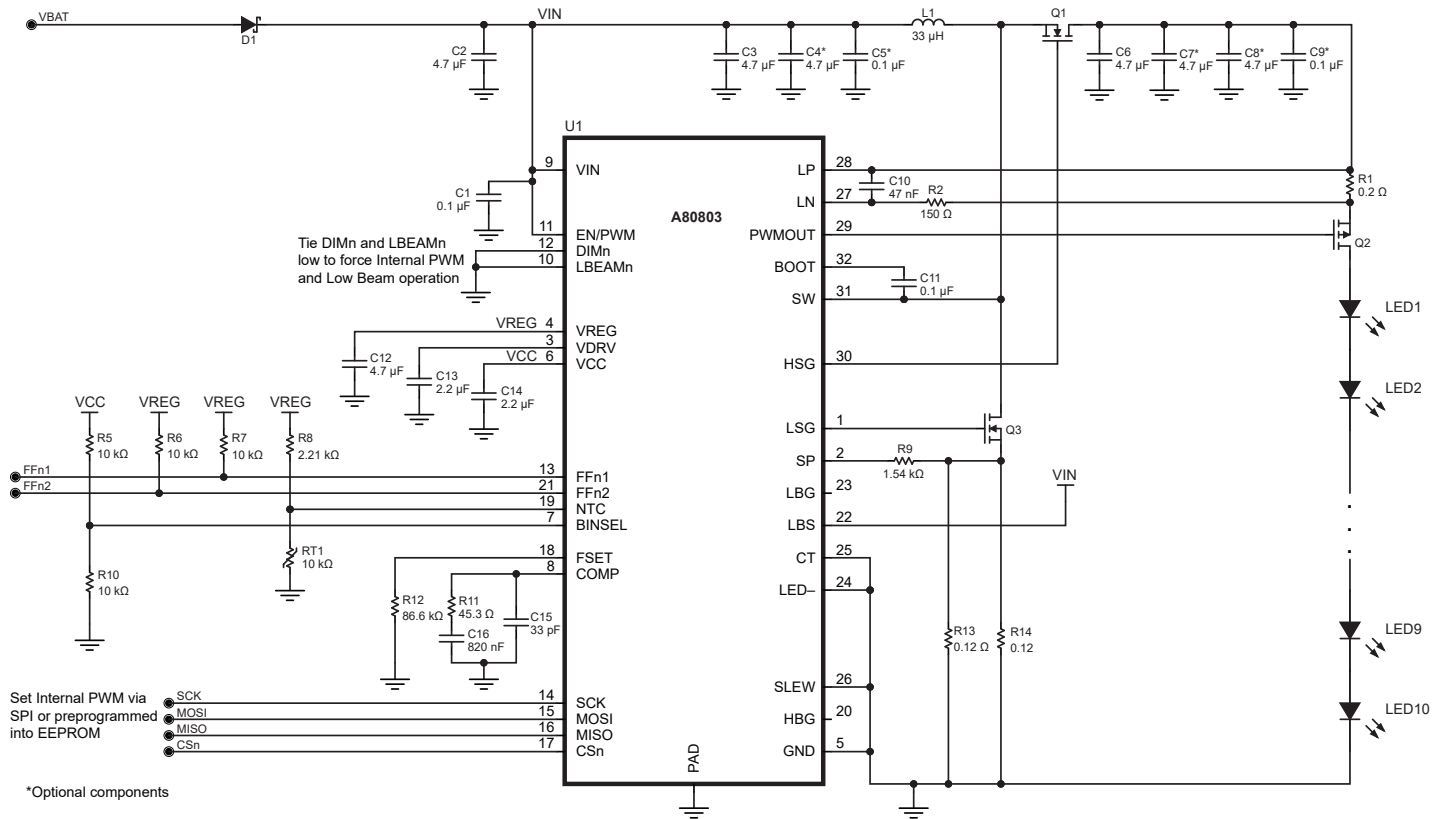 VBAT
D1
VIN
C2
4.7 µF
C3
4.7 µF
C4*
4.7 µF
C5*
0.1 µF
L1
33 µH
Q1
C6
4.7 µF
C7*
4.7 µF
C8*
4.7 µF
C9*
0.1 µF
U1
A80803
9 VIN
C1
0.1 µF
11 EN/PWM
12 DIMn
10 LBEAMn
Tie DIMn and LBEAMn
low to force Internal PWM
and Low Beam operation
VREG 4 VREG
3 VDRV
VCC 6 VCC
C12
4.7 µF
C13
2.2 µF
C14
2.2 µF
VCC
VREG
VREG
VREG
R5
10 kΩ
R6
10 kΩ
R7
10 kΩ
R8
2.21 kΩ
FFn1
FFn2
13 FFn1
21 FFn2
19 NTC
7 BINSEL
RT1
10 kΩ
R10
10 kΩ
18 FSET
8 COMP
R12
86.6 kΩ
R11
45.3 Ω
C16
820 nF
C15
33 pF
Set Internal PWM via
SPI or preprogrammed
into EEPROM
SCK
MOSI
MISO
CSn
14 SCK
15 MOSI
16 MISO
17 CSn
PAD
*Optional components
LP 28
LN 27
PWMOUT 29
BOOT 32
SW 31
HSG 30
LSG 1
SP 2
LBG 23
LBS 22
CT 25
LED– 24
SLEW 26
HBG 20
GND 5
C10
47 nF
R2
150 Ω
R1
0.2 Ω
Q2
C11
0.1 µF
Q3
R9
1.54 kΩ
VIN
R13
0.12 Ω
R14
0.12
LED1
LED2
LED9
LED10